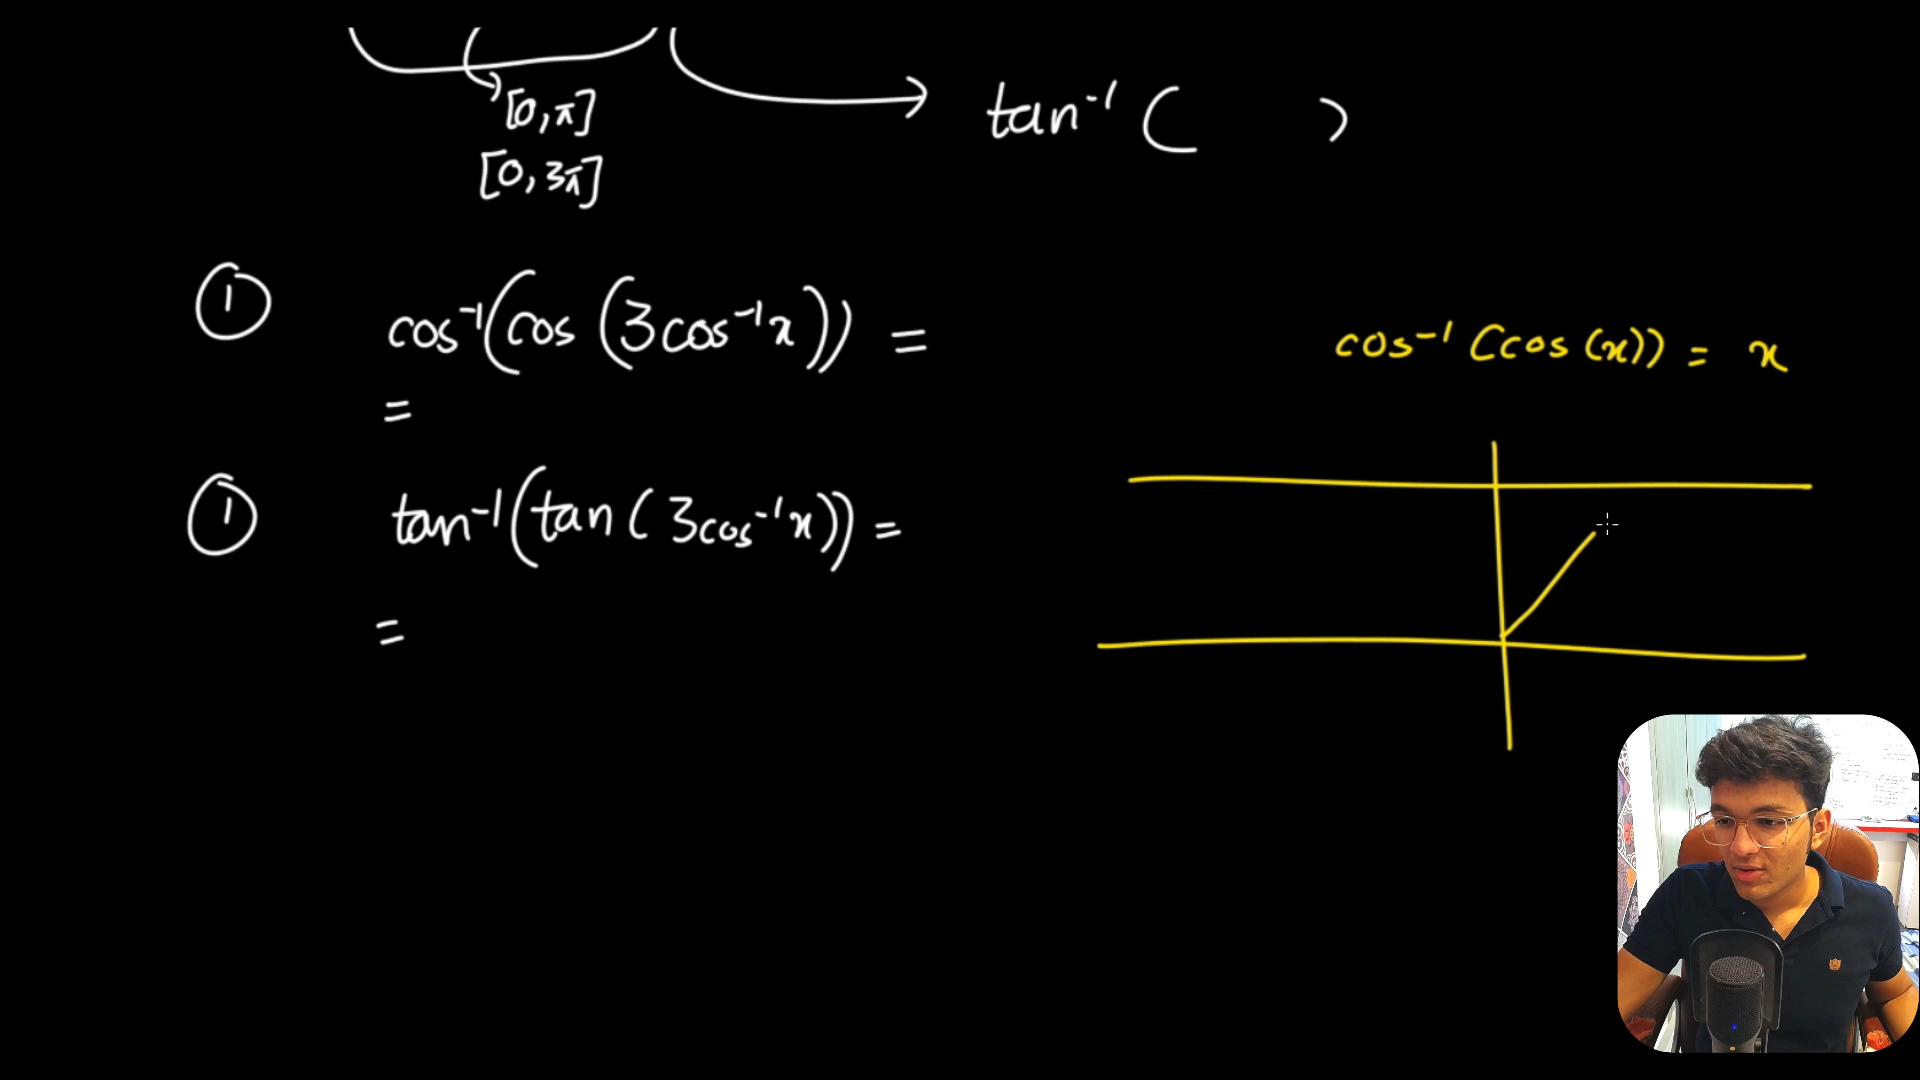 [0, π]
tan⁻¹ (      )
[0, 3π]
① cos⁻¹(cos (3cos⁻¹x)) =
cos⁻¹ (cos (x)) = x
=
① tan⁻¹(tan ( 3cos⁻¹x)) =
=